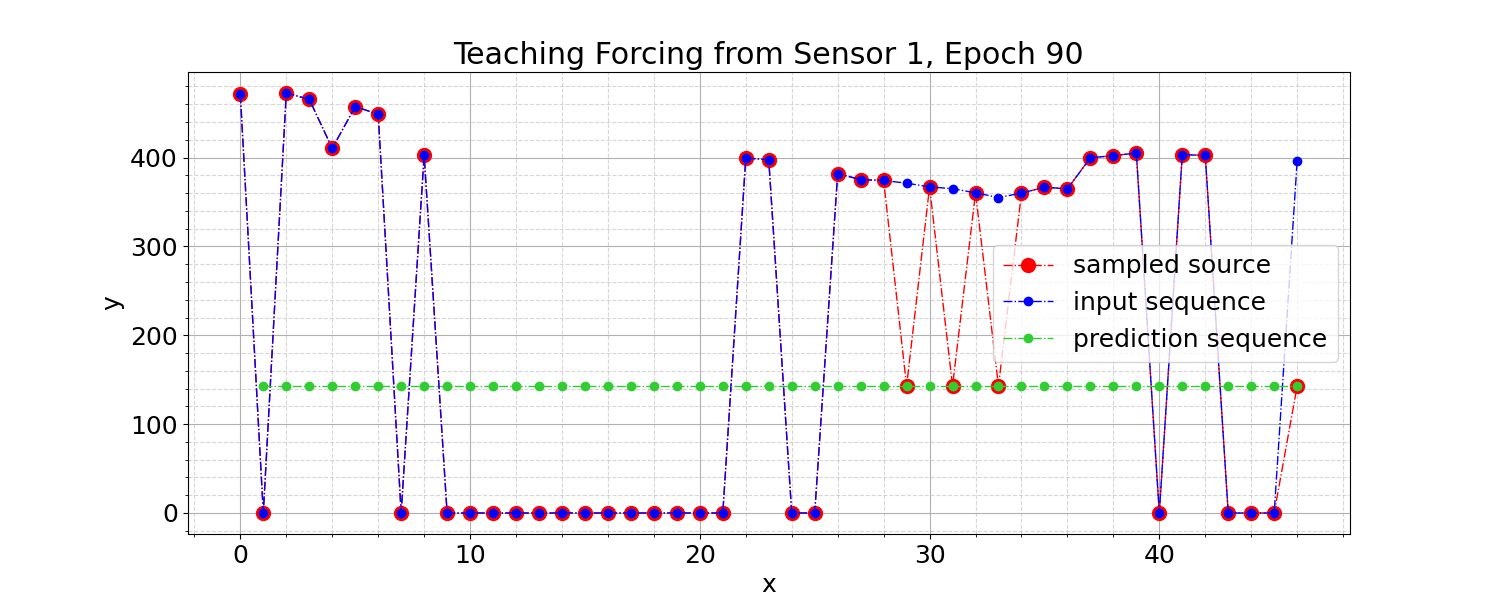 Teaching Forcing from Sensor 1, Epoch 90
y
400
300
200
100
0
sampled source
input sequence
prediction sequence
0 10 20 30 40
x